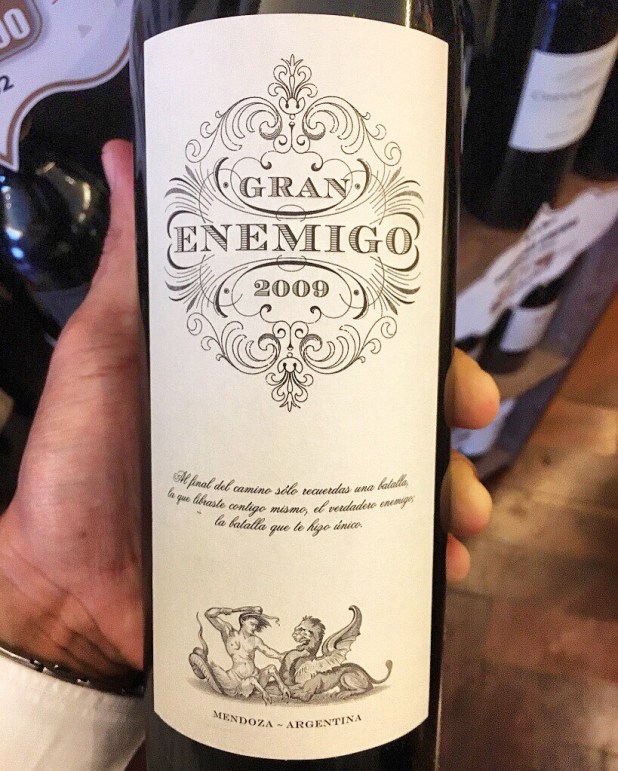 GRAN
ENEMIGO
2009
Al final del camino sólo recuerdas una batalla,
la que libraste contigo mismo, el verdadero enemigo;
la batalla que te hizo único.
MENDOZA ~ ARGENTINA